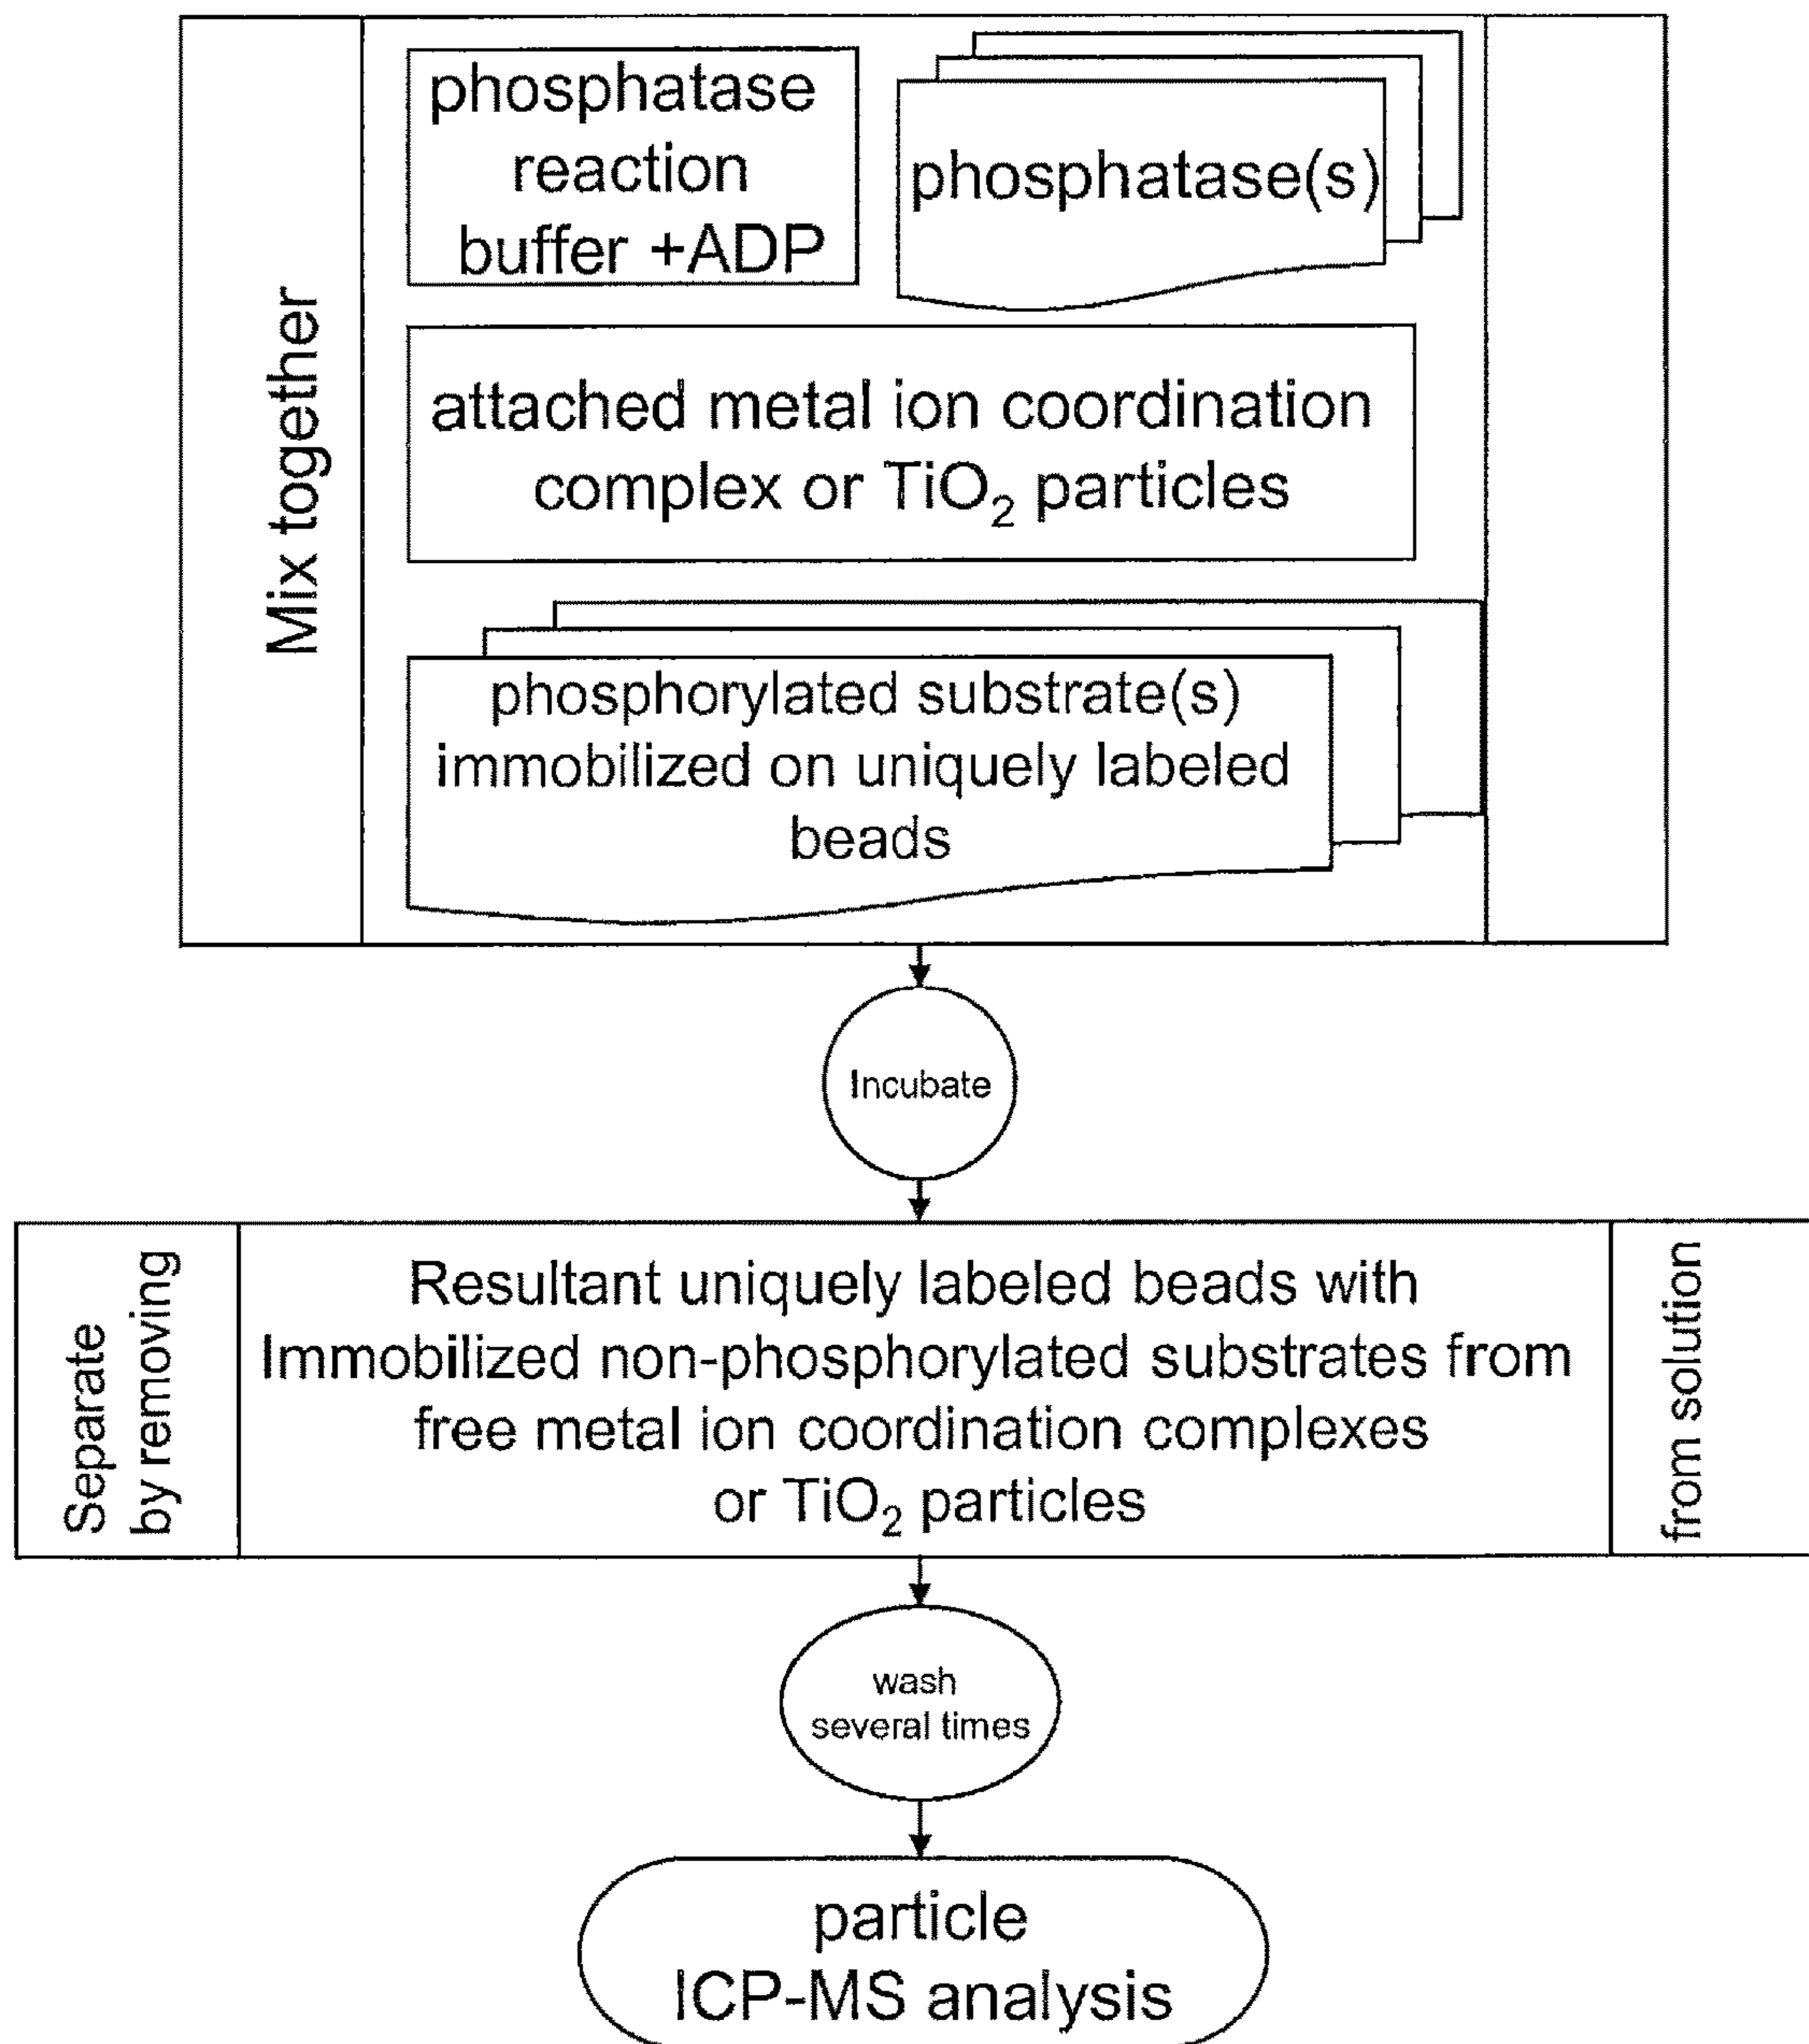 Mix together
phosphatase
reaction
buffer +ADP
phosphatase(s)
attached metal ion coordination
complex or TiO₂ particles
phosphorylated substrate(s)
immobilized on uniquely labeled
beads
Incubate
Separate
by removing
Resultant uniquely labeled beads with
Immobilized non-phosphorylated substrates from
free metal ion coordination complexes
or TiO₂ particles
from solution
wash
several times
particle
ICP-MS analysis